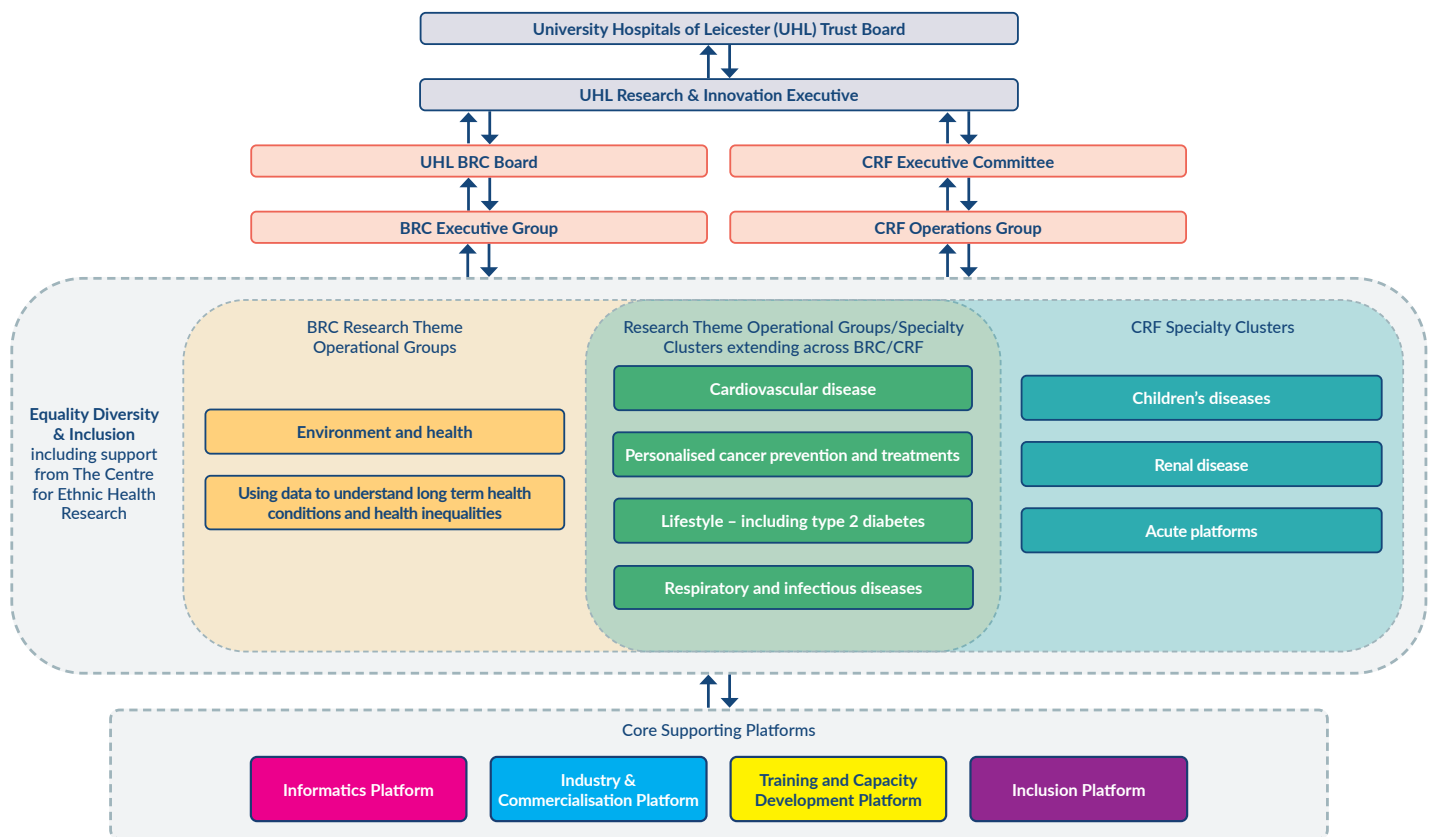 University Hospitals of Leicester (UHL) Trust Board
UHL Research & Innovation Executive
UHL BRC Board
CRF Executive Committee
BRC Executive Group
CRF Operations Group
Equality Diversity
& Inclusion
including support
from The Centre
for Ethnic Health
Research
BRC Research Theme
Operational Groups
Environment and health
Using data to understand long term health
conditions and health inequalities
Research Theme Operational Groups/Specialty
Clusters extending across BRC/CRF
Cardiovascular disease
Personalised cancer prevention and treatments
Lifestyle – including type 2 diabetes
Respiratory and infectious diseases
CRF Specialty Clusters
Children’s diseases
Renal disease
Acute platforms
Core Supporting Platforms
Informatics Platform
Industry &
Commercialisation Platform
Training and Capacity
Development Platform
Inclusion Platform